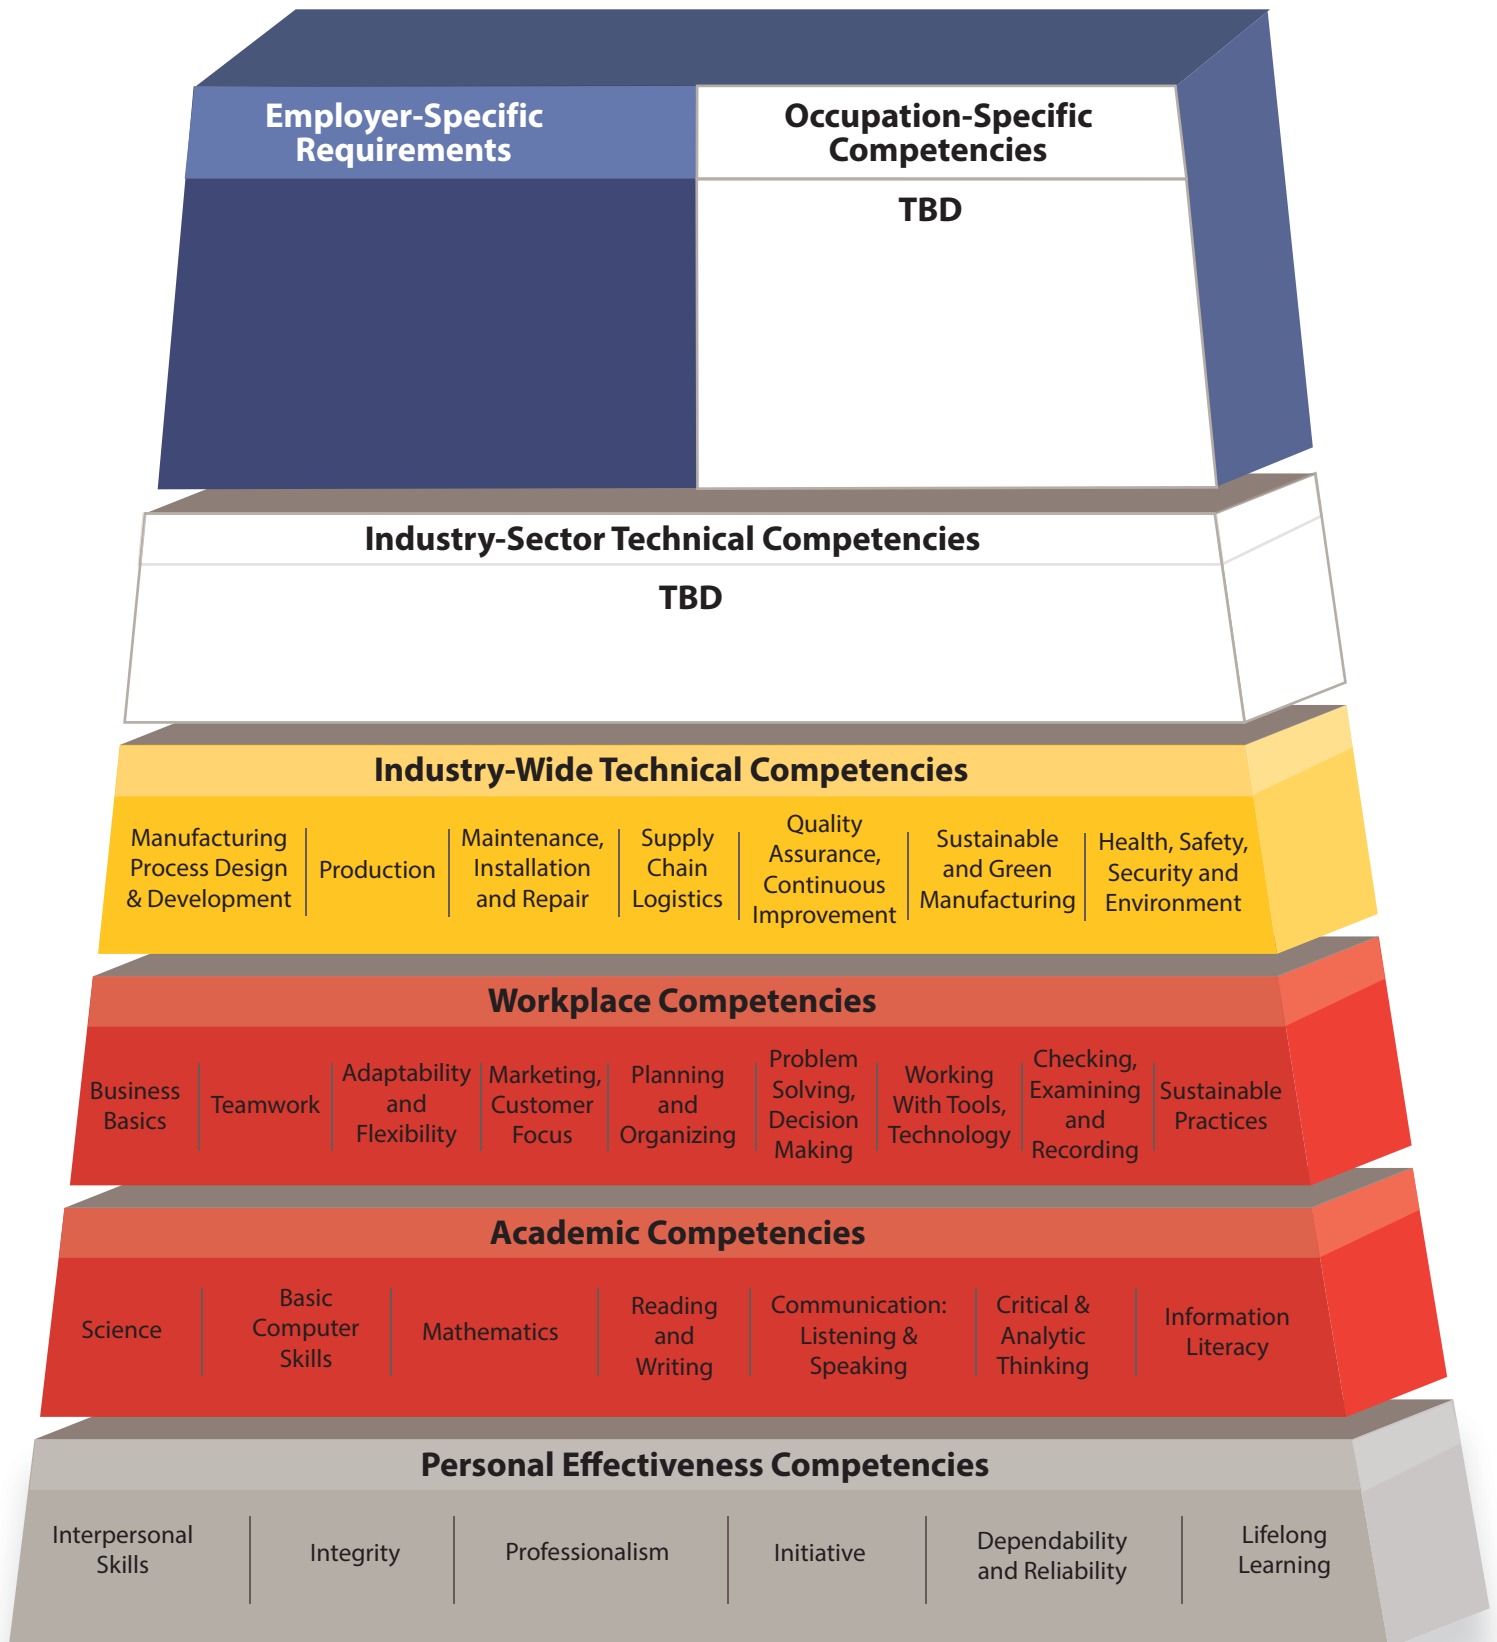 Employer-Specific
Requirements
Occupation-Specific
Competencies
TBD
Industry-Sector Technical Competencies
TBD
Industry-Wide Technical Competencies
Manufacturing
Process Design
& Development
Production
Maintenance,
Installation
and Repair
Supply
Chain
Logistics
Quality
Assurance,
Continuous
Improvement
Sustainable
and Green
Manufacturing
Health, Safety,
Security and
Environment
Workplace Competencies
Business
Basics
Teamwork
Adaptability
and
Flexibility
Marketing,
Customer
Focus
Planning
and
Organizing
Problem
Solving,
Decision
Making
Working
With Tools,
Technology
Checking,
Examining
and
Recording
Sustainable
Practices
Academic Competencies
Science
Basic
Computer
Skills
Mathematics
Reading
and
Writing
Communication:
Listening &
Speaking
Critical &
Analytic
Thinking
Information
Literacy
Personal Effectiveness Competencies
Interpersonal
Skills
Integrity
Professionalism
Initiative
Dependability
and Reliability
Lifelong
Learning